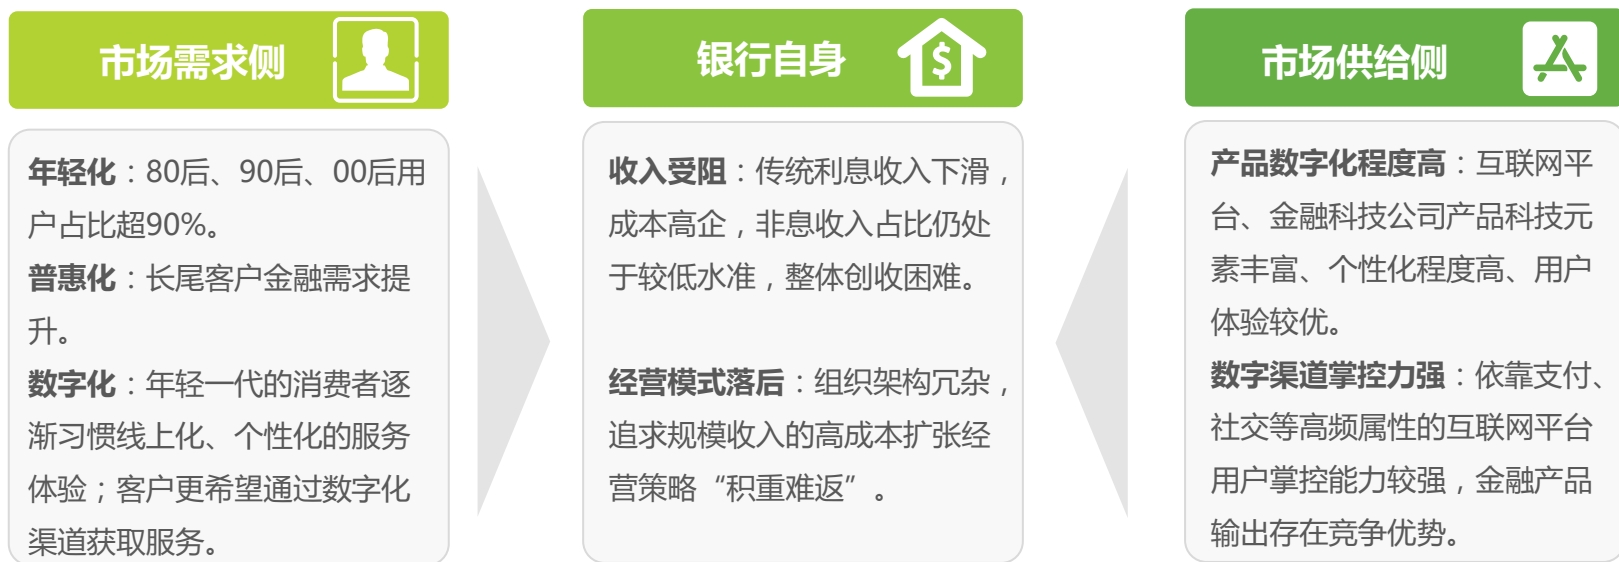 市场需求侧
年轻化：80后、90后、00后用
户占比超90%。
普惠化：长尾客户金融需求提
升。
数字化：年轻一代的消费者逐
渐习惯线上化、个性化的服务
体验；客户更希望通过数字化
渠道获取服务。
银行自身
$
收入受阻：传统利息收入下滑，
成本高企，非息收入占比仍处
于较低水准，整体创收困难。
经营模式落后：组织架构冗杂，
追求规模收入的高成本扩张经
营策略“积重难返”。
市场供给侧
产品数字化程度高：互联网平
台、金融科技公司产品科技元
素丰富、个性化程度高、用户
体验较优。
数字渠道掌控力强：依靠支付、
社交等高频属性的互联网平台
用户掌控能力较强，金融产品
输出存在竞争优势。